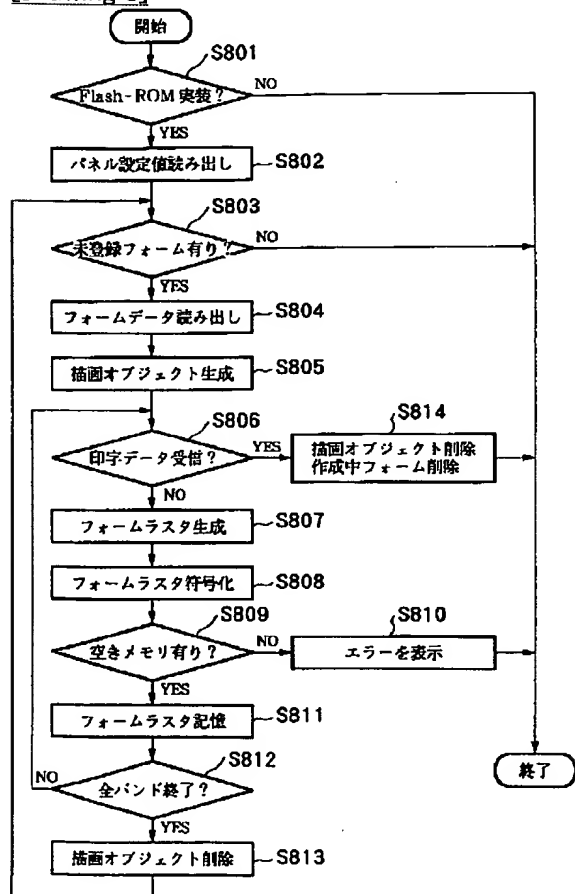 開始
S801
Flash-ROM 実装？
NO
YES
パネル設定値読み出し
S802
S803
未登録フォーム有り？
NO
YES
フォームデータ読み出し
S804
描画オブジェクト生成
S805
S806
印字データ受信？
YES
NO
S814
描画オブジェクト削除
作成中フォーム削除
フォームラスタ生成
S807
フォームラスタ符号化
S808
S809
空きメモリ有り？
NO
YES
S810
エラーを表示
フォームラスタ記憶
S811
S812
全バンド終了？
NO
YES
終了
描画オブジェクト削除
S813